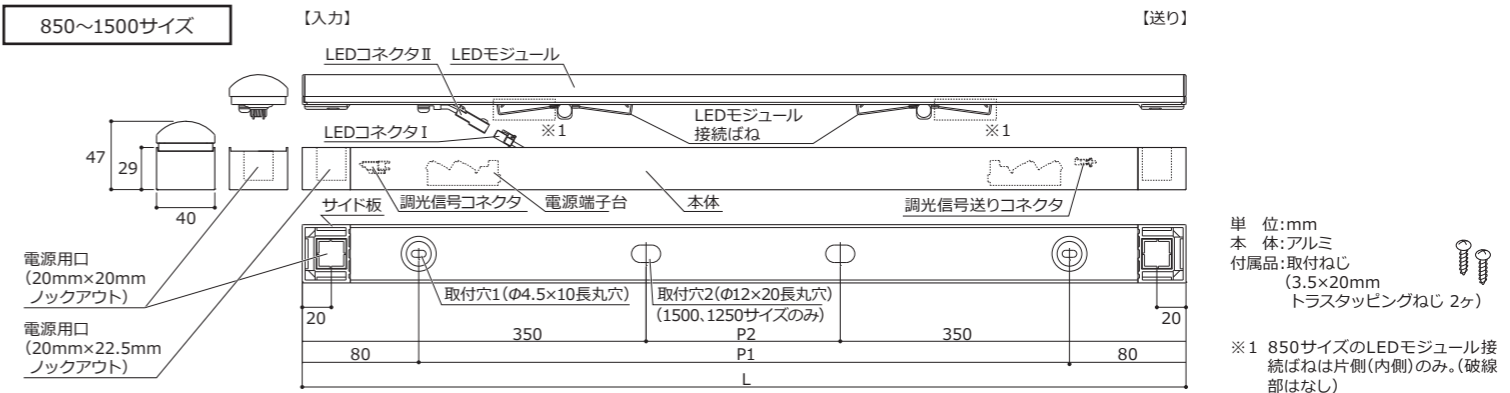 850～1500サイズ
【入力】
【送り】
LEDコネクタⅡ
LEDモジュール
LEDモジュール
接続ばね
※1
※1
LEDコネクタⅠ
47
29
40
サイド板
調光信号コネクタ
電源端子台
本体
調光信号送りコネクタ
電源用口
(20mm×20mm
ノックアウト)
電源用口
(20mm×22.5mm
ノックアウト)
取付穴1(Φ4.5×10長丸穴)
取付穴2(Φ12×20長丸穴)
(1500、1250サイズのみ)
20
20
350
P2
350
80
P1
80
L
単　位:mm
本　体:アルミ
付属品:取付ねじ
(3.5×20mm
トラスタッピングねじ 2ヶ)
※1 850サイズのLEDモジュール接
続ばねは片側(内側)のみ。(破線
部はなし)